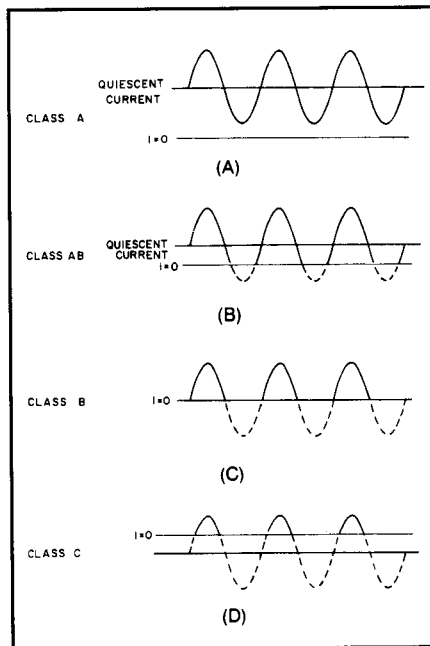 QUIESCENT
CURRENT
CLASS A
I=0
(A)
QUIESCENT
CURRENT
CLASS AB
I=0
(B)
CLASS B
I=0
(C)
I=0
CLASS C
(D)